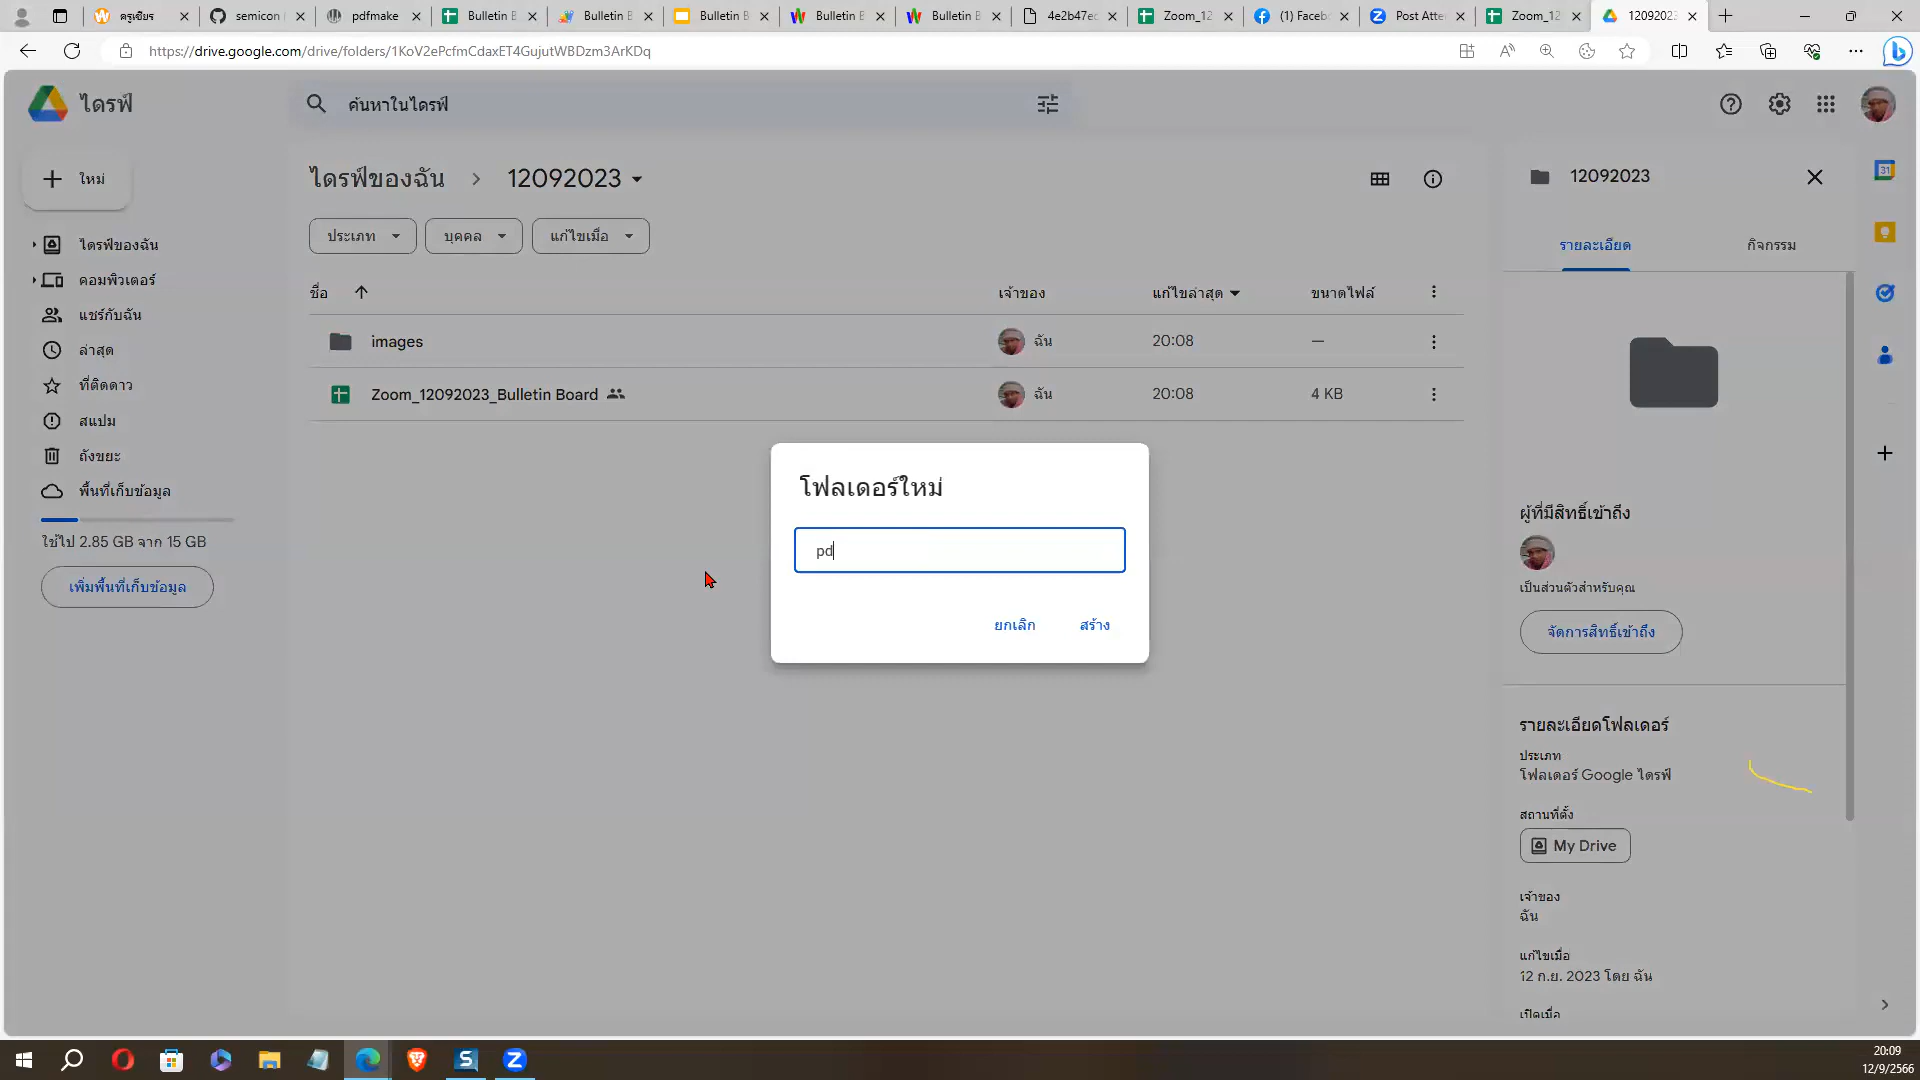 ครูเชียร
semicon
pdfmake
Bulletin B
Bulletin B
Bulletin B
Bulletin B
Bulletin B
4e2b47ec
Zoom_12
(1) Faceb
Post Atte
Zoom_12
12092023
https://drive.google.com/drive/folders/1KoV2ePcfmCdaxET4GujutWBDzm3ArKDq
ไดรฟ์
ค้นหาในไดรฟ์
ใหม่
ไดรฟ์ของฉัน
คอมพิวเตอร์
แชร์กับฉัน
ล่าสุด
ที่ติดดาว
สแปม
ถังขยะ
พื้นที่เก็บข้อมูล
ใช้ไป 2.85 GB จาก 15 GB
เพิ่มพื้นที่เก็บข้อมูล
ไดรฟ์ของฉัน > 12092023
ประเภท
บุคคล
แก้ไขเมื่อ
ชื่อ
เจ้าของ
แก้ไขล่าสุด
ขนาดไฟล์
images ฉัน 20:08 —
Zoom_12092023_Bulletin Board ฉัน 20:08 4 KB
โฟลเดอร์ใหม่
pd
ยกเลิก
สร้าง
12092023
รายละเอียด
กิจกรรม
ผู้ที่มีสิทธิ์เข้าถึง
เป็นส่วนตัวสำหรับคุณ
จัดการสิทธิ์เข้าถึง
รายละเอียดโฟลเดอร์
ประเภท
โฟลเดอร์ Google ไดรฟ์
สถานที่ตั้ง
My Drive
เจ้าของ
ฉัน
แก้ไขเมื่อ
12 ก.ย. 2023 โดย ฉัน
เปิดเมื่อ
31
20:09
12/9/2566